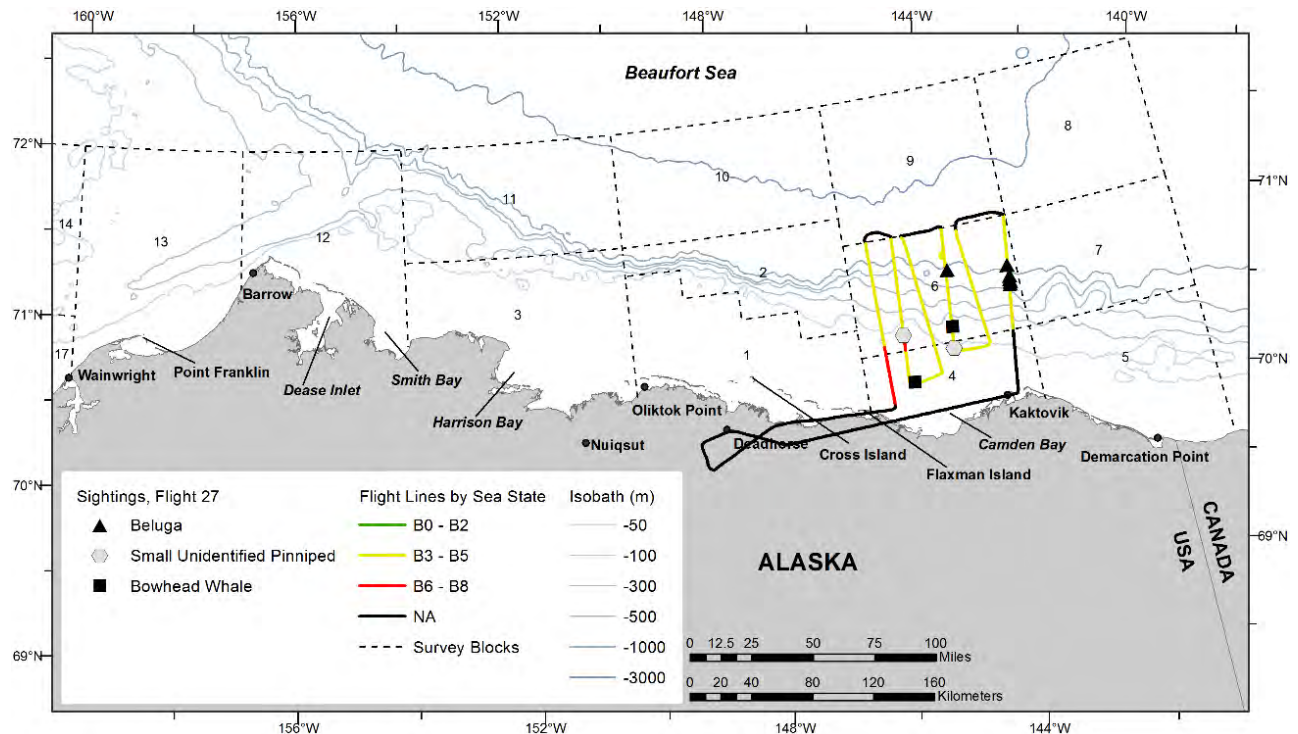 160°W 156°W 152°W 148°W 144°W 140°W
Beaufort Sea
72°N
71°N
70°N
69°N
71°N
70°N
69°N
8
9
10
11
14
13
12
7
2
6
3
17
1
4
5
Barrow
Wainwright
Point Franklin
Dease Inlet
Smith Bay
Harrison Bay
Oliktok Point
Nuiqsut
Deadhorse
Cross Island
Flaxman Island
Camden Bay
Kaktovik
Demarcation Point
ALASKA
CANADA
USA
Sightings, Flight 27
Beluga
Small Unidentified Pinniped
Bowhead Whale
Flight Lines by Sea State
B0 - B2
B3 - B5
B6 - B8
NA
Survey Blocks
Isobath (m)
-50
-100
-300
-500
-1000
-3000
0 12.5 25 50 75 100
Miles
0 20 40 80 120 160
Kilometers
156°W 152°W 148°W 144°W